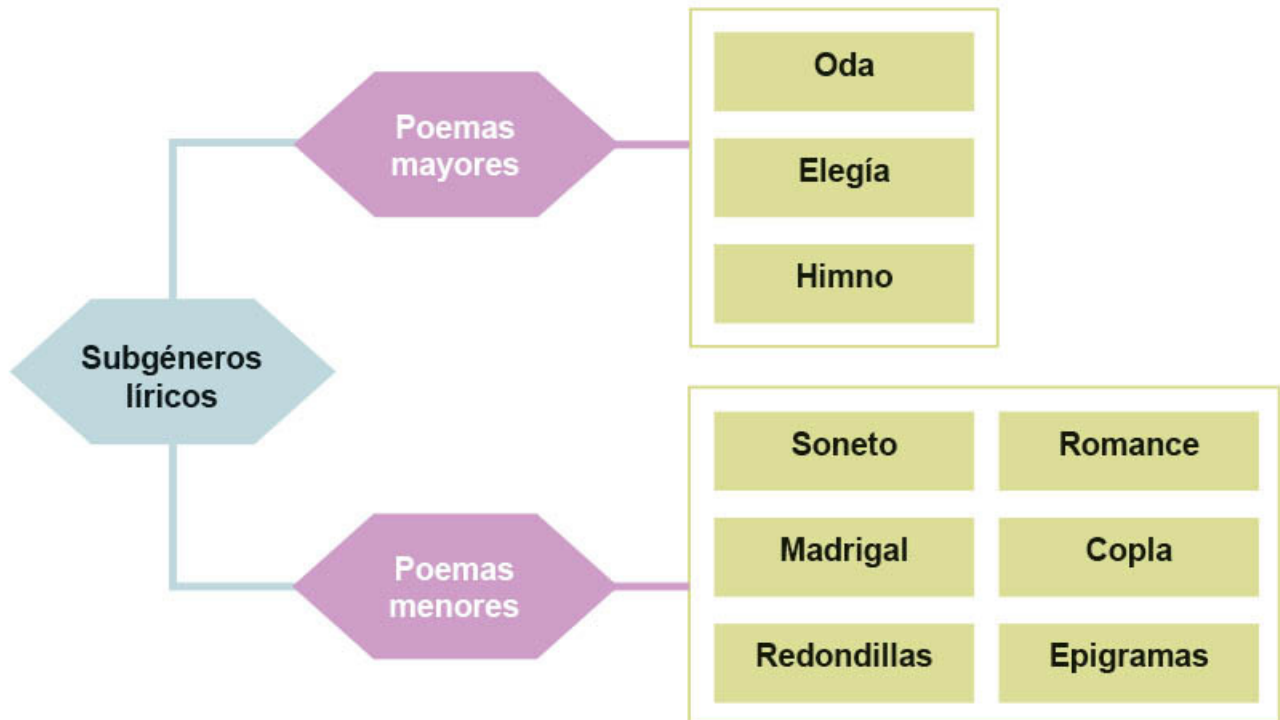 Subgéneros
líricos
Poemas
mayores
Oda
Elegía
Himno
Poemas
menores
Soneto
Romance
Madrigal
Copla
Redondillas
Epigramas